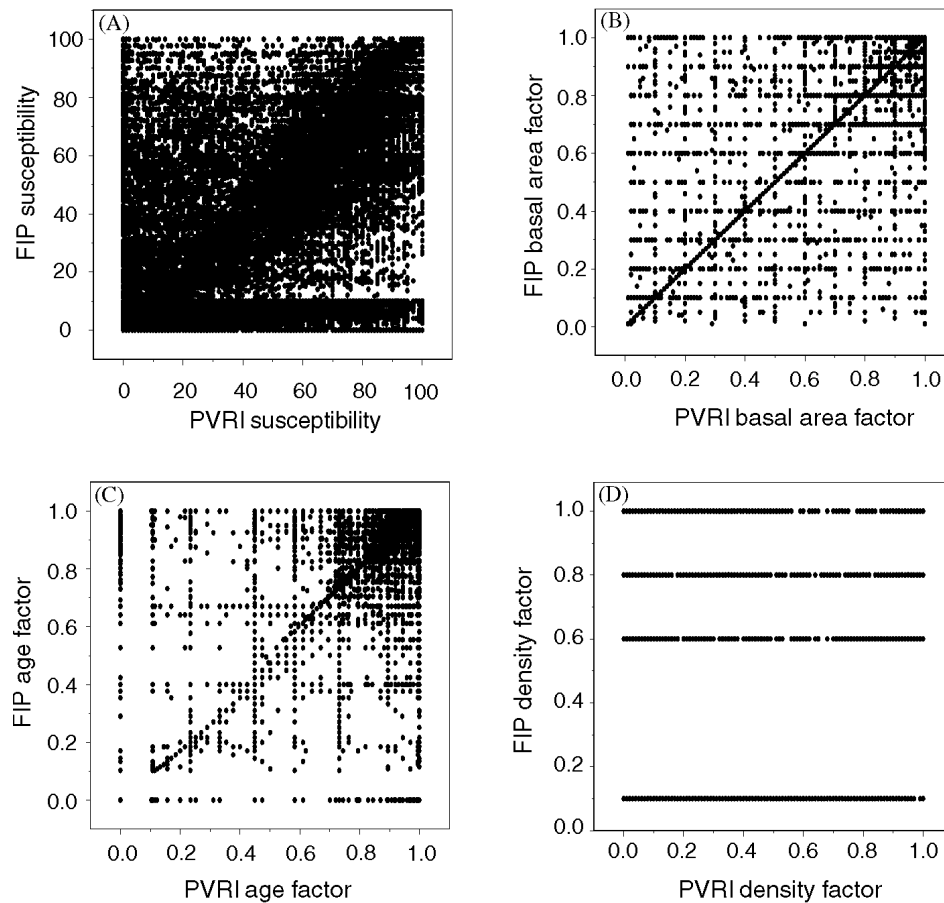 (A)
100
80
60
40
20
0
FIP susceptibility
0 20 40 60 80 100
PVRI susceptibility
(B)
1.0
0.8
0.6
0.4
0.2
0.0
FIP basal area factor
0.0 0.2 0.4 0.6 0.8 1.0
PVRI basal area factor
(C)
1.0
0.8
0.6
0.4
0.2
0.0
FIP age factor
0.0 0.2 0.4 0.6 0.8 1.0
PVRI age factor
(D)
1.0
0.8
0.6
0.4
0.2
0.0
FIP density factor
0.0 0.2 0.4 0.6 0.8 1.0
PVRI density factor